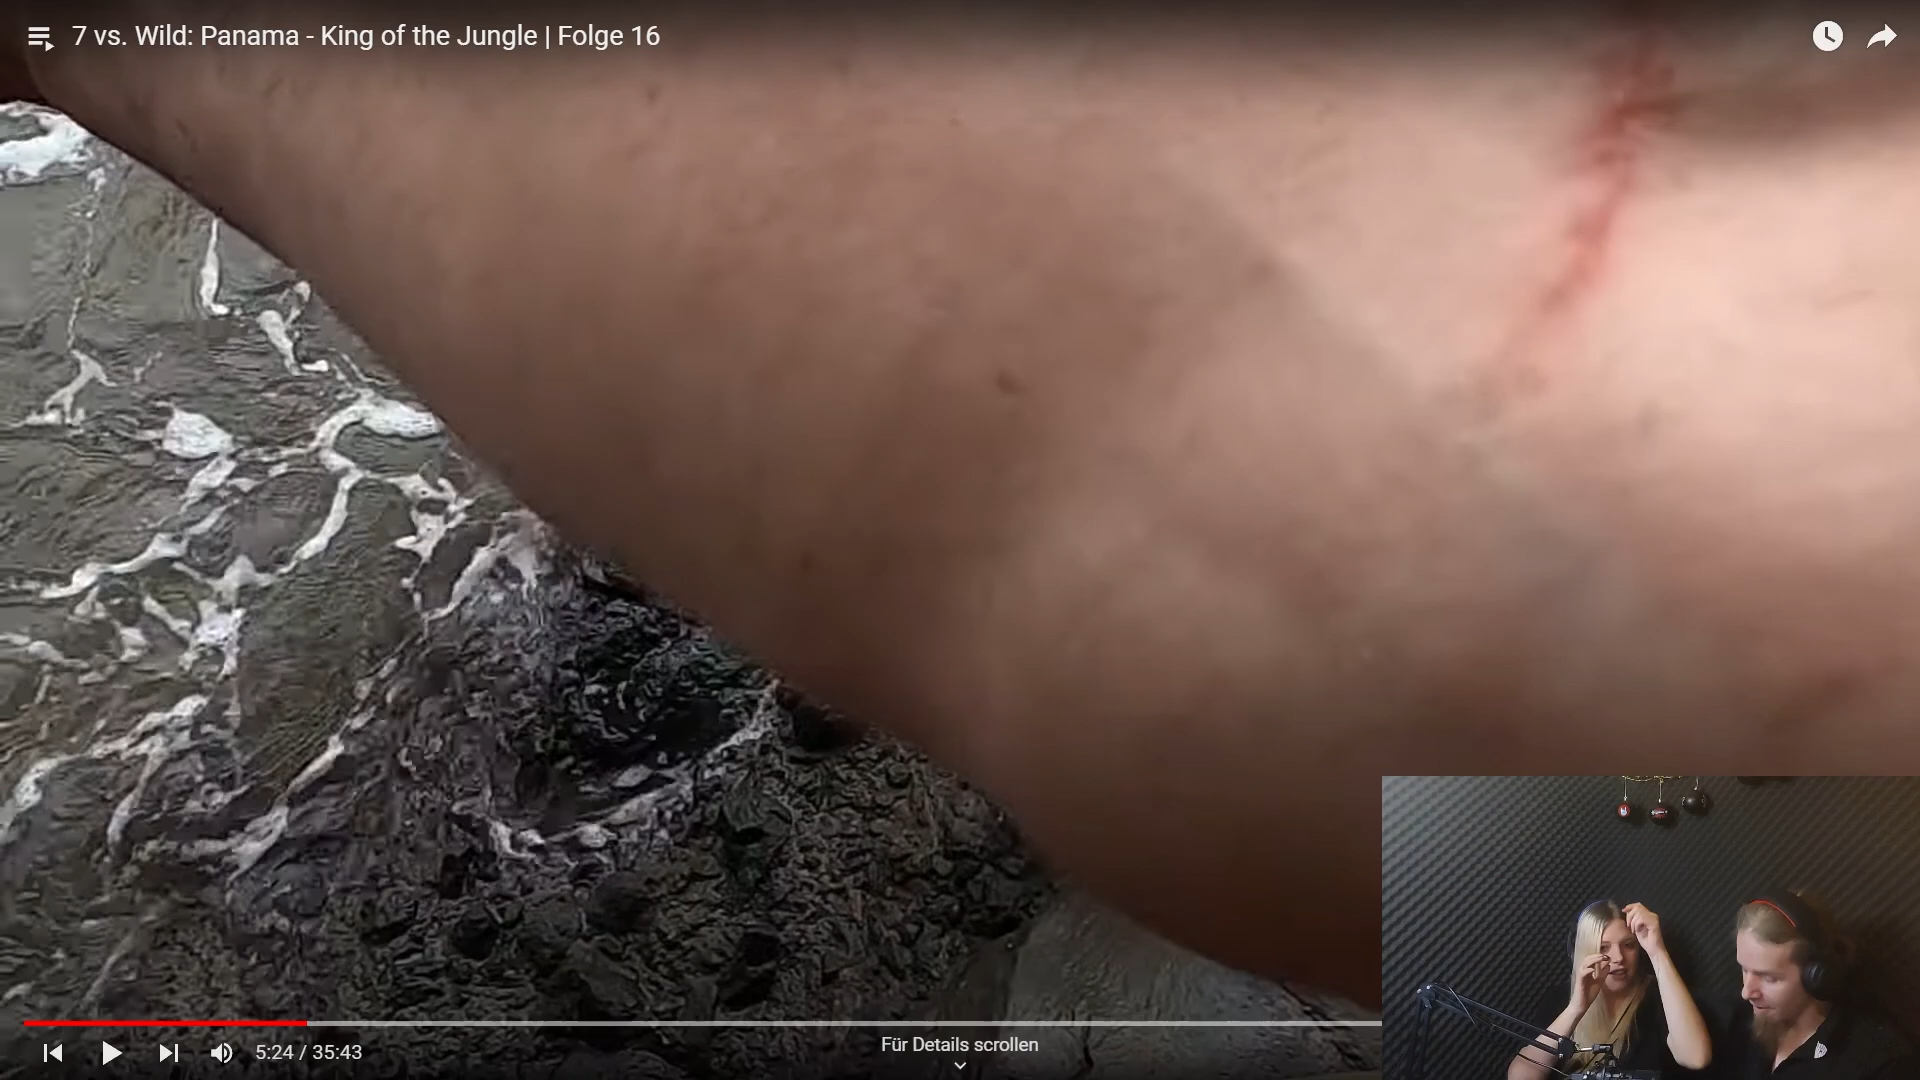 7 vs. Wild: Panama - King of the Jungle | Folge 16
5:24 / 35:43
Für Details scrollen